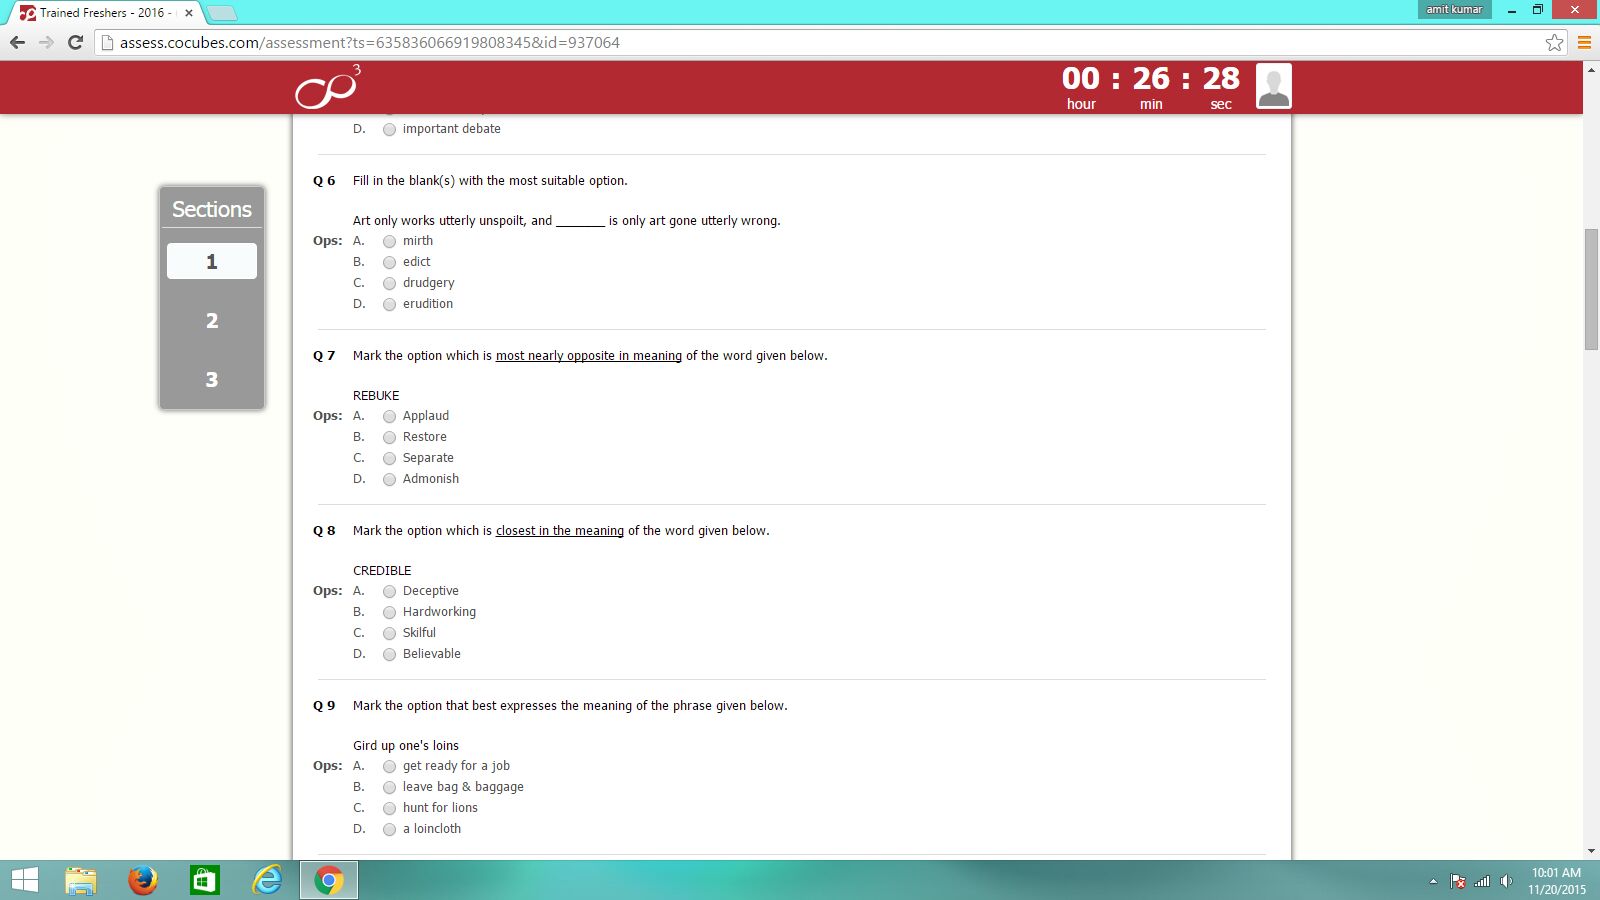 Trained Freshers - 2016 -
amit kumar
assess.cocubes.com/assessment?ts=635836066919808345&id=937064
3
00 : 26 : 28
hour min sec
D. important debate
Sections
1
2
3
Q 6 Fill in the blank(s) with the most suitable option.
Art only works utterly unspoilt, and _______ is only art gone utterly wrong.
Ops: A. mirth
B. edict
C. drudgery
D. erudition
Q 7 Mark the option which is most nearly opposite in meaning of the word given below.
REBUKE
Ops: A. Applaud
B. Restore
C. Separate
D. Admonish
Q 8 Mark the option which is closest in the meaning of the word given below.
CREDIBLE
Ops: A. Deceptive
B. Hardworking
C. Skilful
D. Believable
Q 9 Mark the option that best expresses the meaning of the phrase given below.
Gird up one's loins
Ops: A. get ready for a job
B. leave bag & baggage
C. hunt for lions
D. a loincloth
10:01 AM
11/20/2015